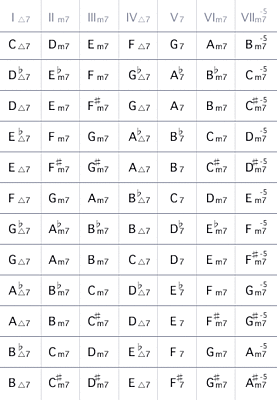 I △7 II m7 III m7 IV △7 V 7 VI m7 VII m7 -5
C △7 D m7 E m7 F △7 G 7 A m7 B m7 -5
D♭ △7 E♭ m7 F m7 G♭ △7 A♭ 7 B♭ m7 C m7 -5
D △7 E m7 F♯ m7 G △7 A 7 B m7 C♯ m7 -5
E♭ △7 F m7 G m7 A♭ △7 B♭ 7 C m7 D m7 -5
E △7 F♯ m7 G♯ m7 A △7 B 7 C♯ m7 D♯ m7 -5
F △7 G m7 A m7 B♭ △7 C 7 D m7 E m7 -5
G♭ △7 A♭ m7 B♭ m7 B △7 D♭ 7 E♭ m7 F m7 -5
G △7 A m7 B m7 C △7 D 7 E m7 F♯ m7 -5
A♭ △7 B♭ m7 C m7 D♭ △7 E♭ 7 F m7 G m7 -5
A △7 B m7 C♯ m7 D △7 E 7 F♯ m7 G♯ m7 -5
B♭ △7 C m7 D m7 E♭ △7 F 7 G m7 A m7 -5
B △7 C♯ m7 D♯ m7 E △7 F♯ 7 G♯ m7 A♯ m7 -5